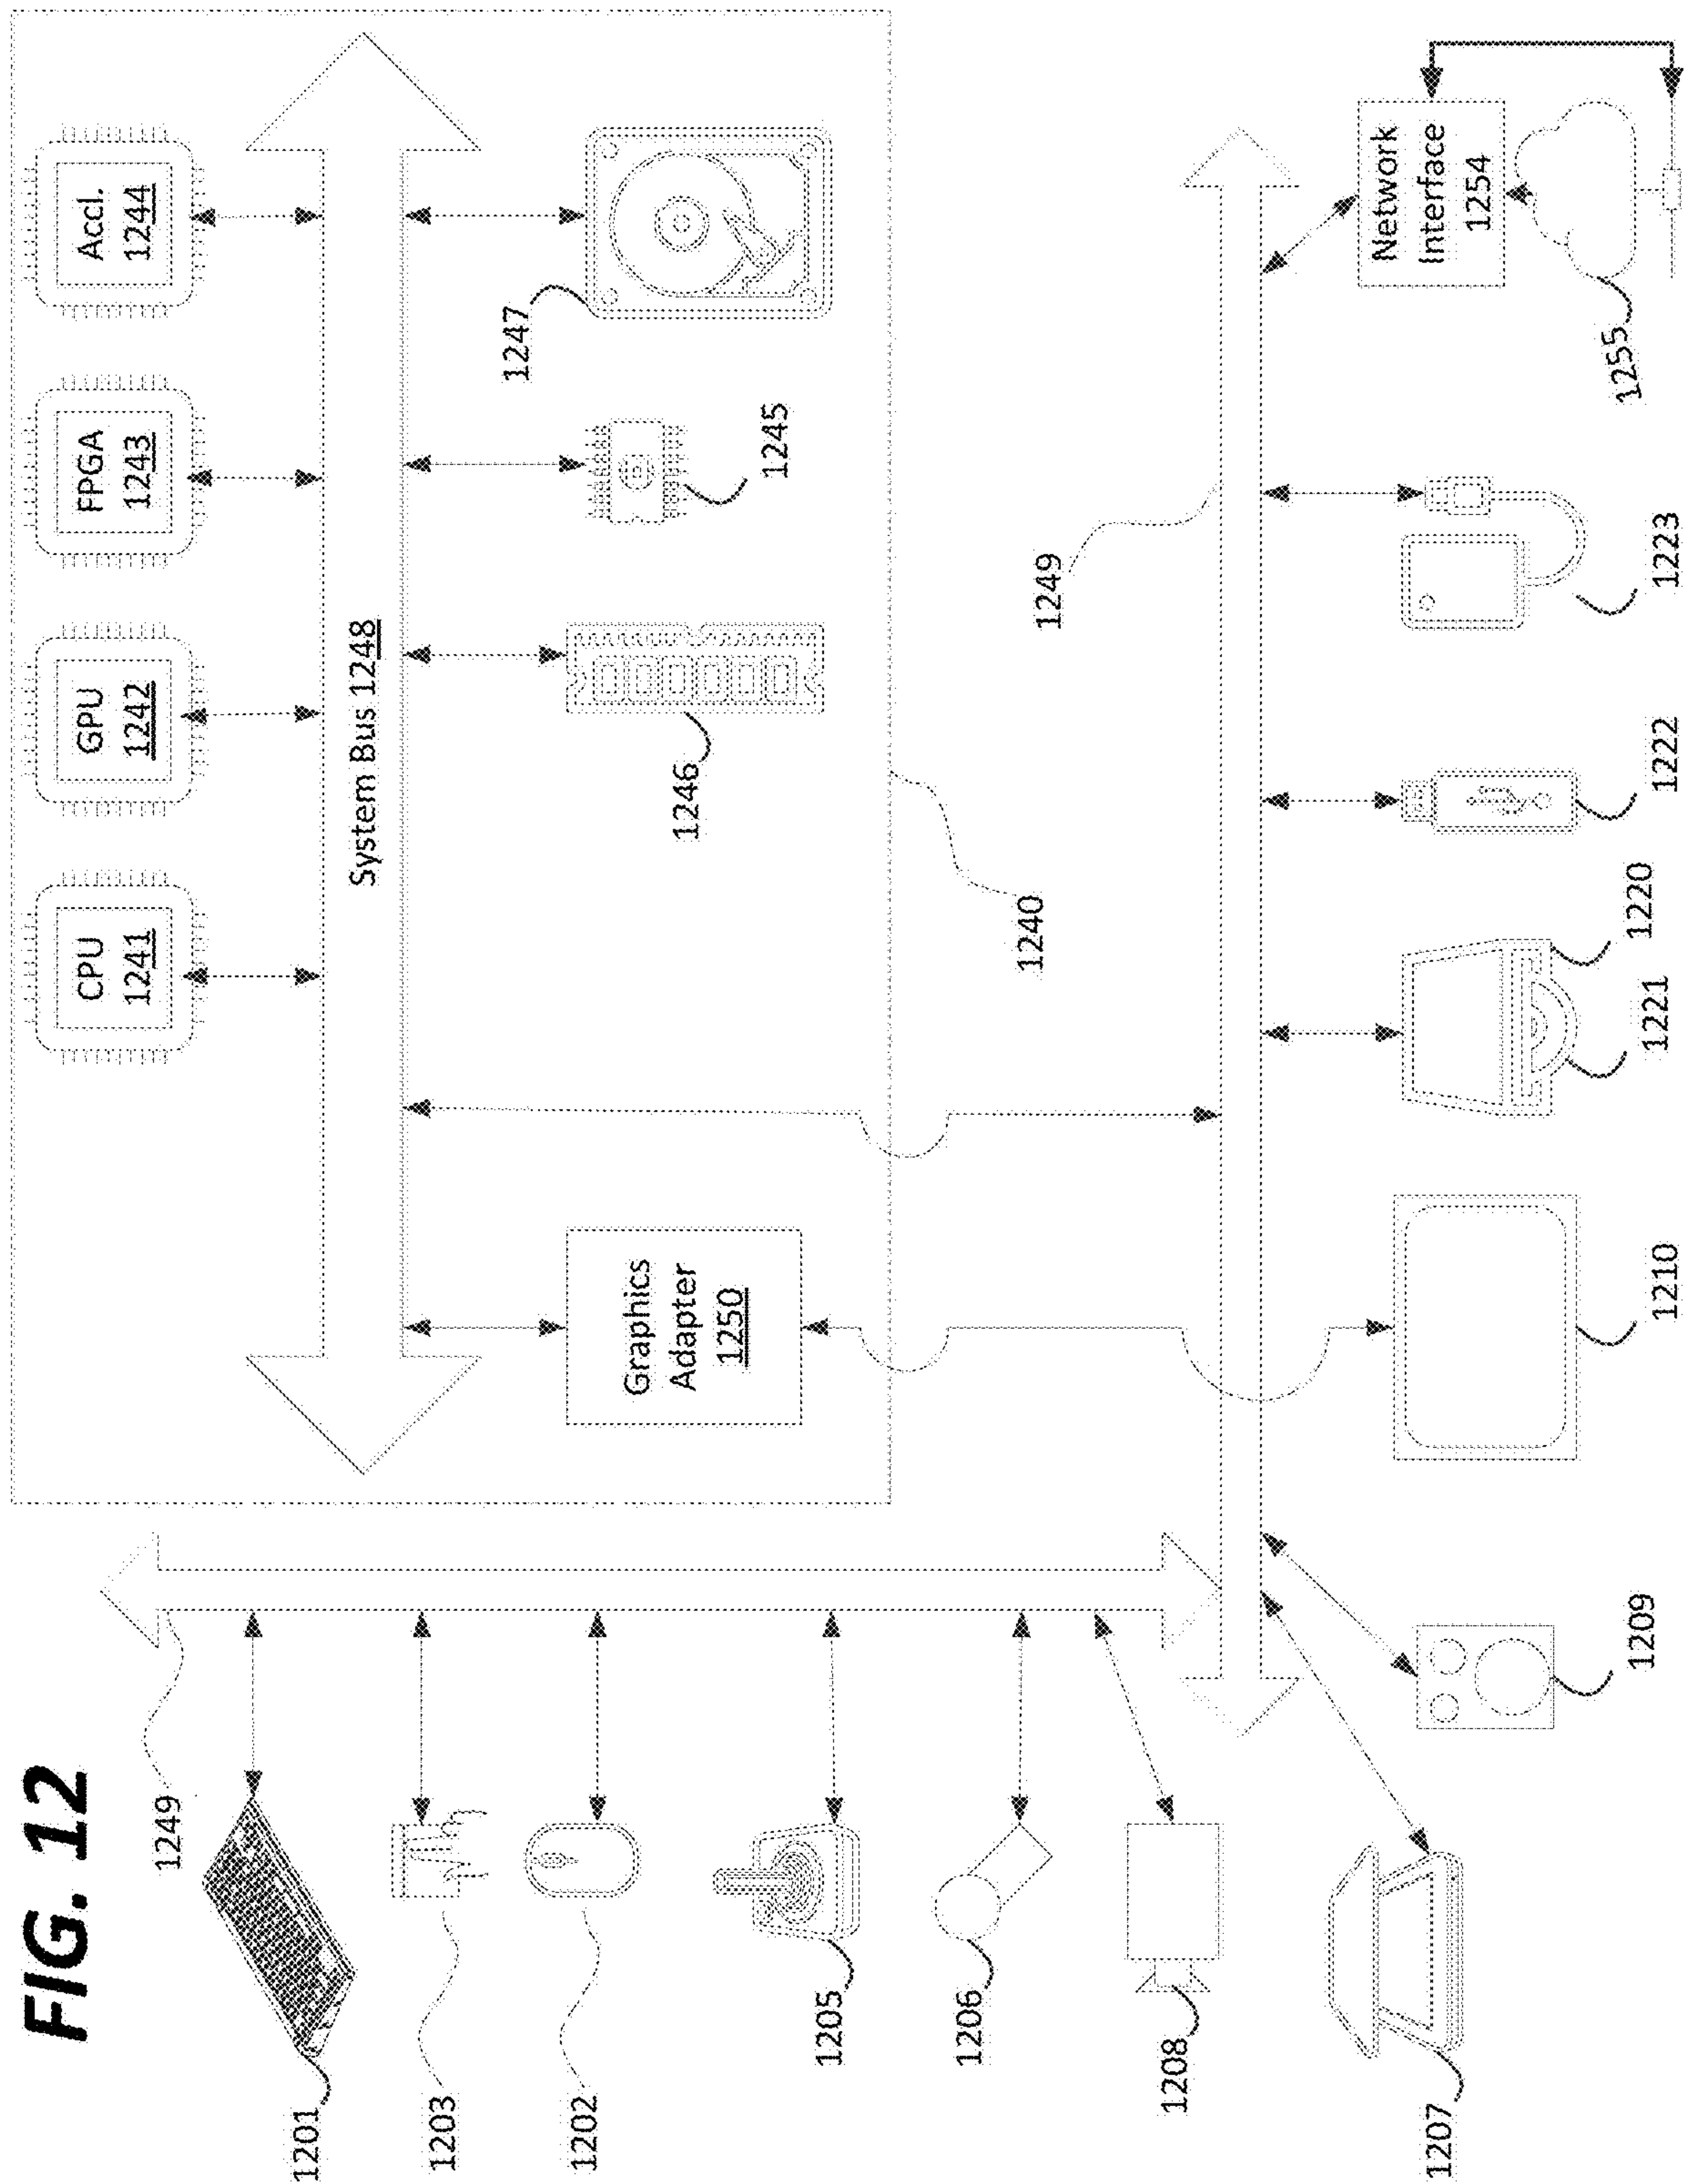 FIG. 12
1249
1201
1203
1202
1205
1206
1208
1207
CPU
1241
GPU
1242
FPGA
1243
Accl.
1244
System Bus 1248
Graphics
Adapter
1250
1246
1245
1247
1240
1249
1209
1210
1221
1220
1222
1223
Network
Interface
1254
1255